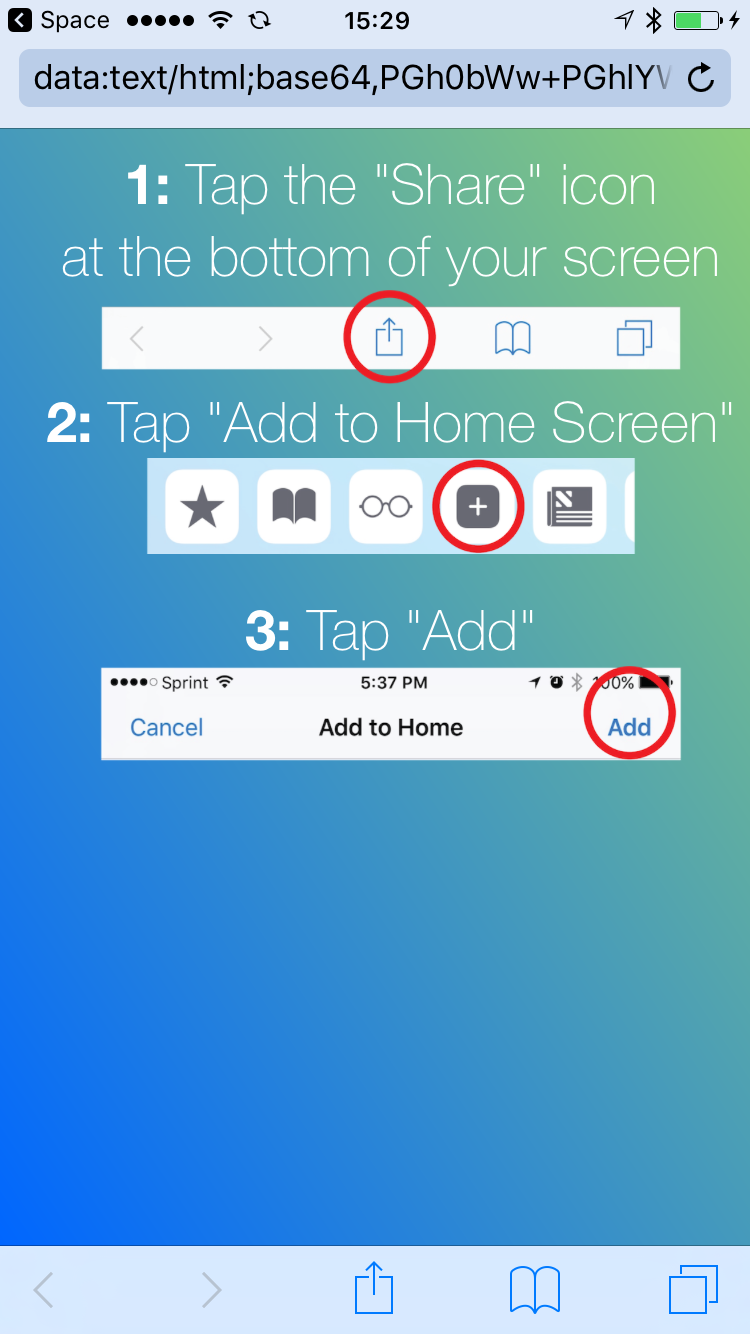 Space 15:29
data:text/html;base64,PGh0bWw+PGhlY
1: Tap the "Share" icon
at the bottom of your screen
2: Tap "Add to Home Screen"
3: Tap "Add"
Sprint 5:37 PM 100%
Cancel Add to Home Add